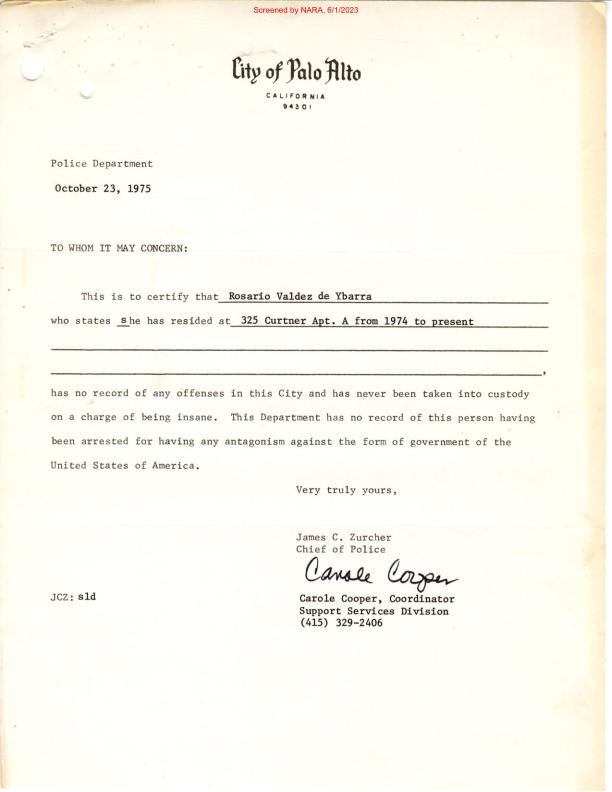 Screened by NARA, 6/1/2023
City of Palo Alto
CALIFORNIA
94301
Police Department
October 23, 1975
TO WHOM IT MAY CONCERN:
This is to certify that Rosario Valdez de Ybarra
who states she has resided at 325 Curtner Apt. A from 1974 to present
,
has no record of any offenses in this City and has never been taken into custody
on a charge of being insane. This Department has no record of this person having
been arrested for having any antagonism against the form of government of the
United States of America.
Very truly yours,
James C. Zurcher
Chief of Police
Carole Cooper
JCZ: sld
Carole Cooper, Coordinator
Support Services Division
(415) 329-2406